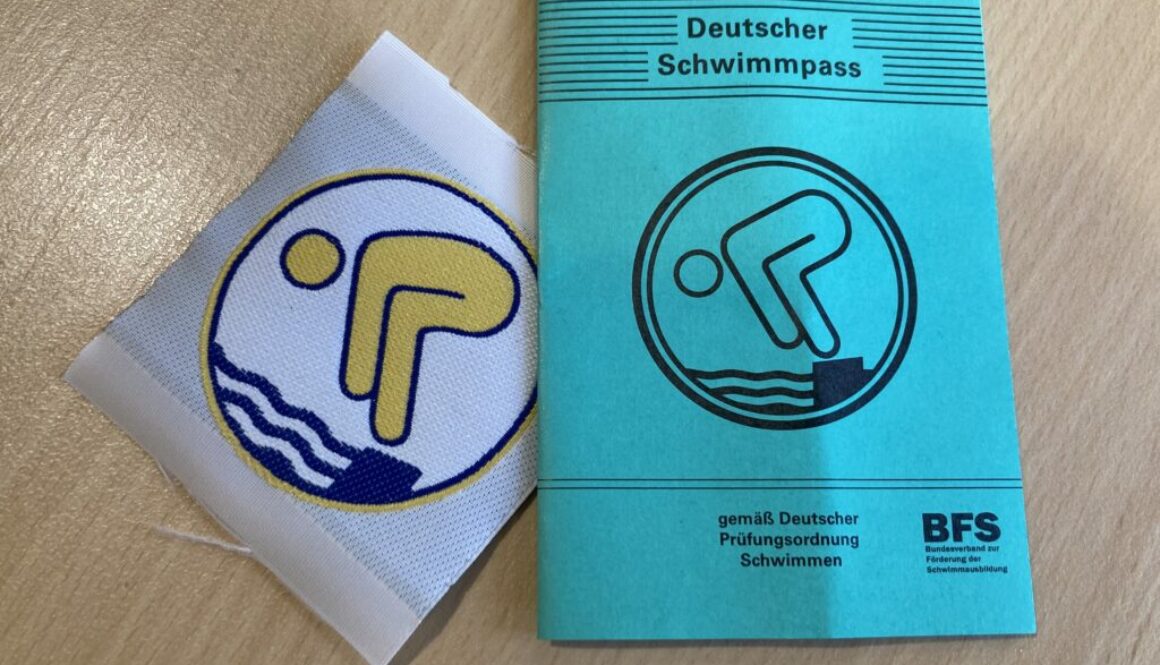 Deutscher
Schwimmpass
gemäß Deutscher
Prüfungsordnung
Schwimmen
BFS
Bundesverband zur
Förderung der
Schwimmausbildung